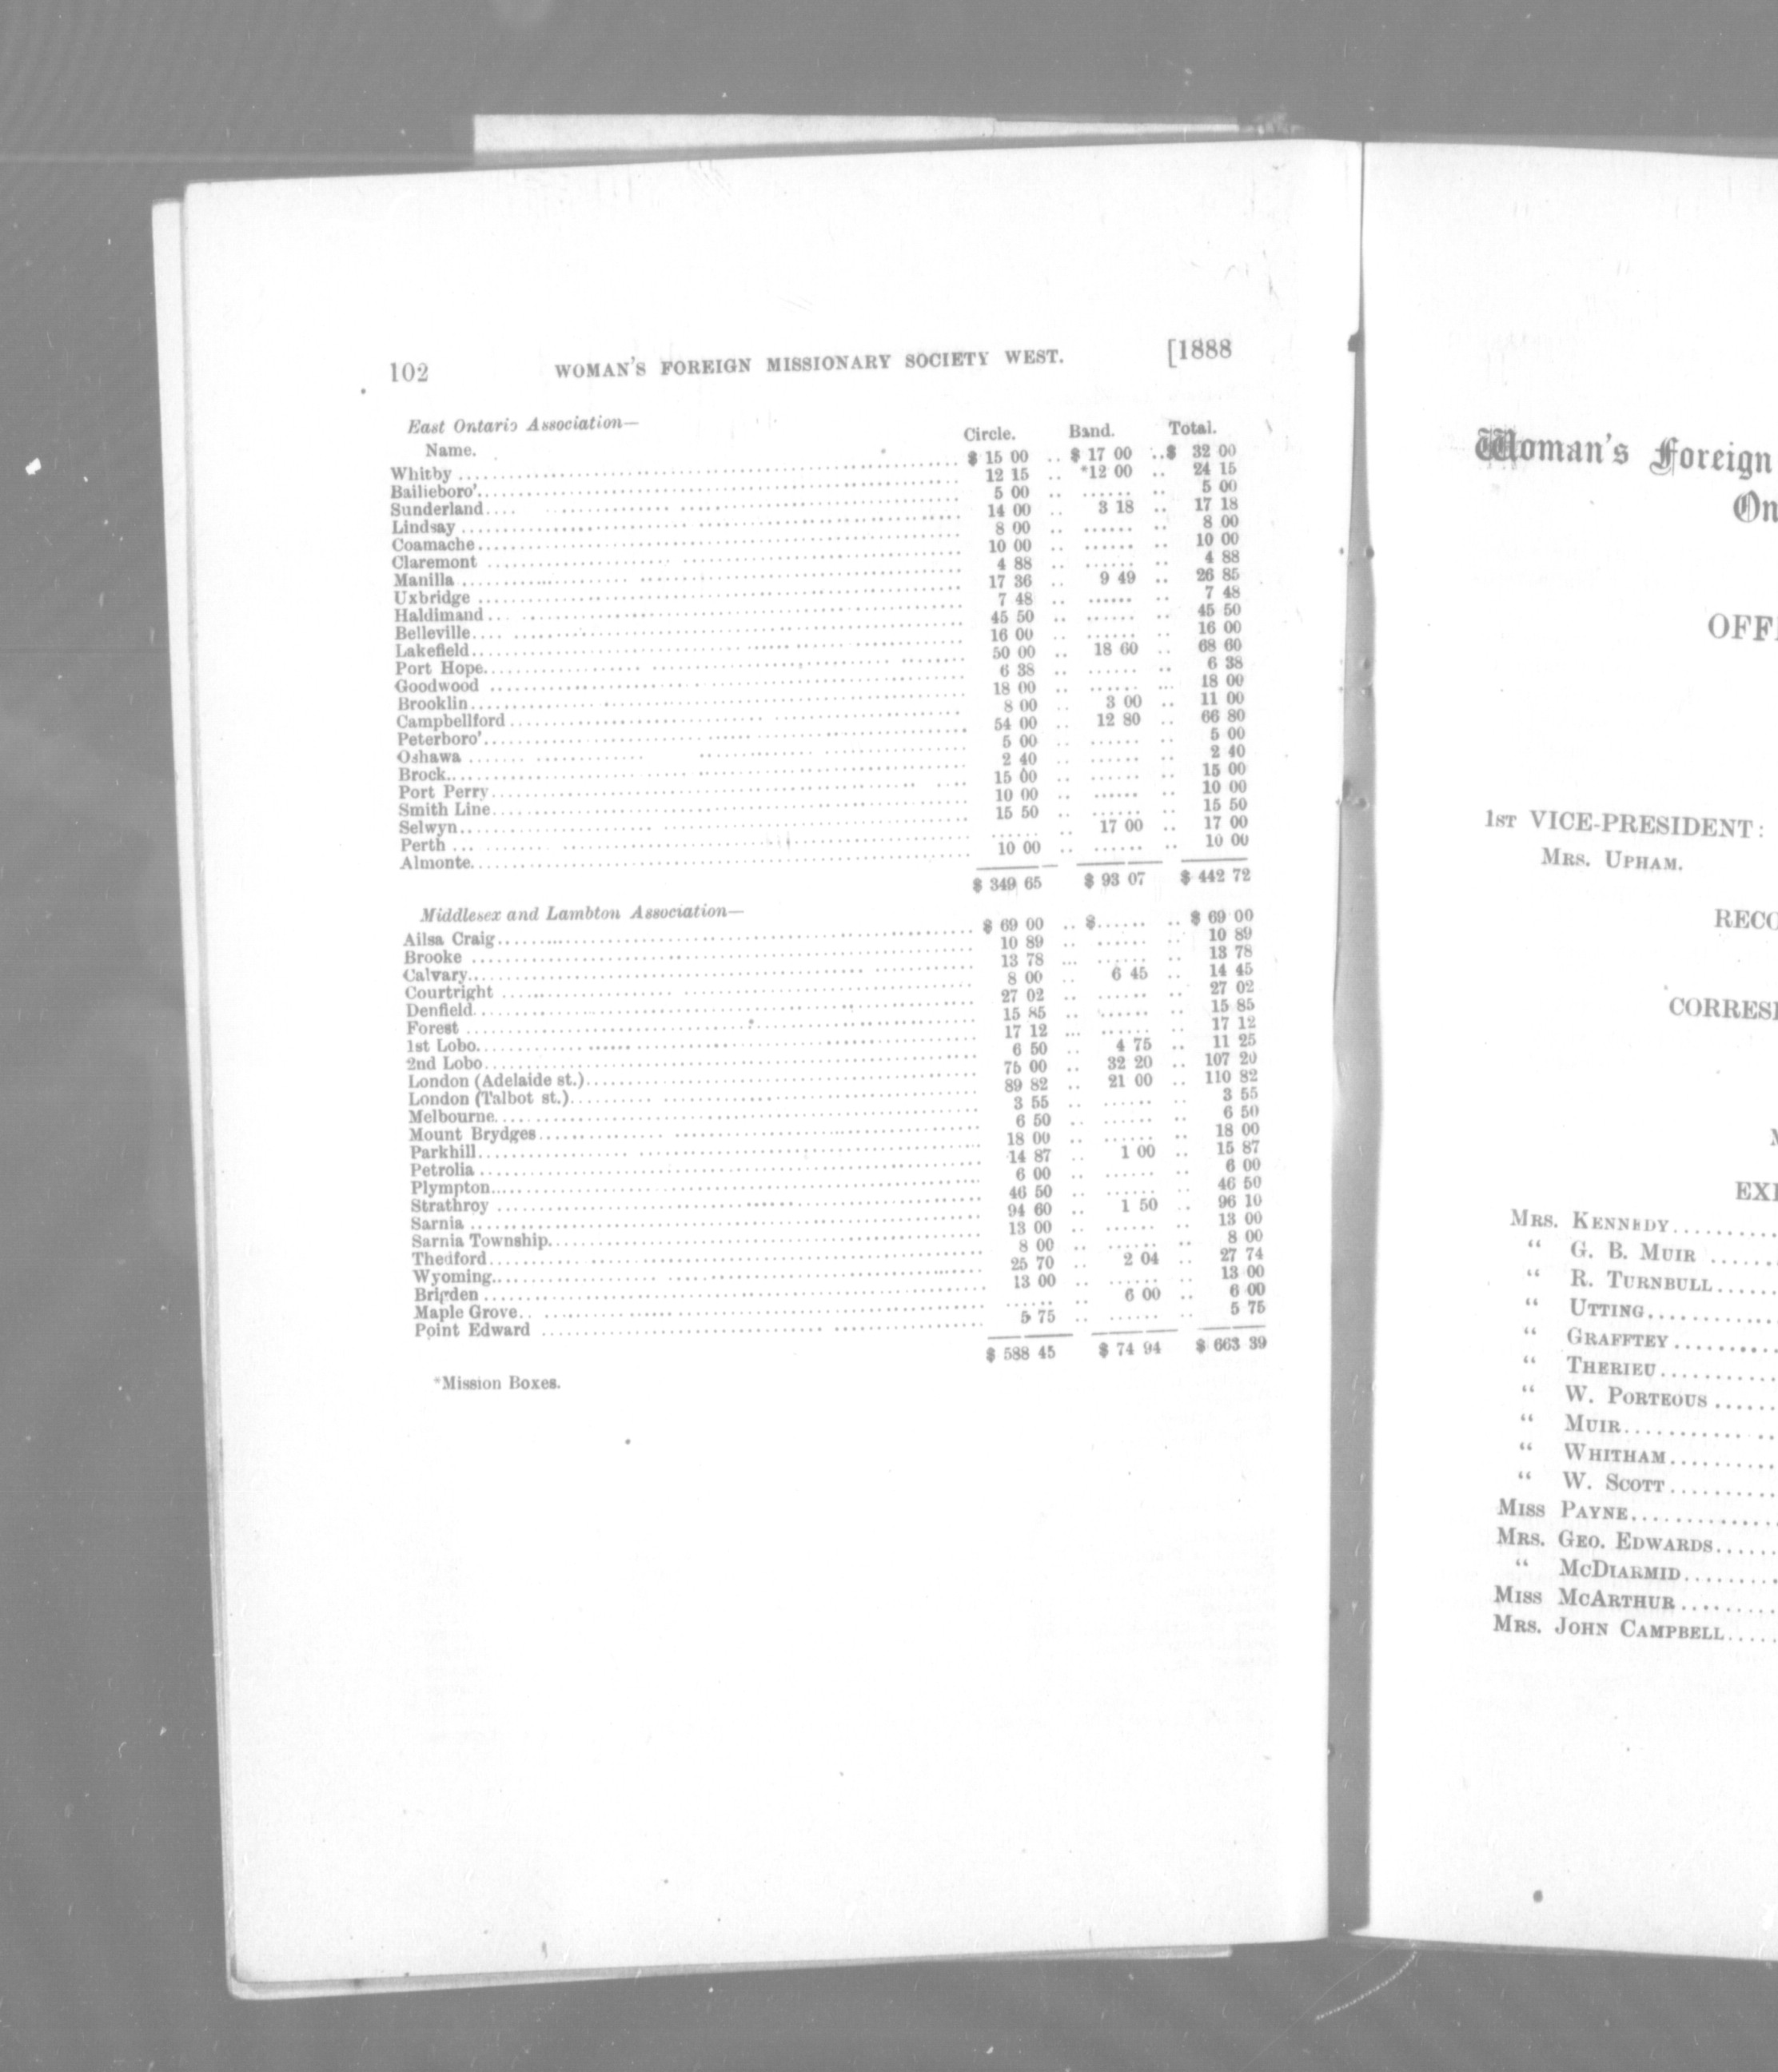 102 WOMAN'S FOREIGN MISSIONARY SOCIETY WEST. [1888
East Ontario Association—
Name. Circle. Band. Total.
Whitby ........ $ 15 00 .. $ 17 00 ..$ 32 00
Bailieboro'........ 12 15 .. *12 00 .. 24 15
Sunderland........ 5 00 .. ...... .. 5 00
Lindsay ........ 14 00 .. 3 18 .. 17 18
Coamache........ 8 00 .. ...... .. 8 00
Claremont ........ 10 00 .. ...... .. 10 00
Manilla ........ 4 88 .. ...... .. 4 88
Uxbridge ........ 17 36 .. 9 49 .. 26 85
Haldimand........ 7 48 .. ...... .. 7 48
Belleville........ 45 50 .. ...... .. 45 50
Lakefield........ 16 00 .. ...... .. 16 00
Port Hope........ 50 00 .. 18 60 .. 68 60
Goodwood ........ 6 38 .. ...... .. 6 38
Brooklin........ 18 00 .. ...... ... 18 00
Campbellford........ 8 00 .. 3 00 .. 11 00
Peterboro'........ 54 00 .. 12 80 .. 66 80
Oshawa ........ 5 00 .. ...... .. 5 00
Brock........ 2 40 .. ...... .. 2 40
Port Perry........ 15 00 .. ...... .. 15 00
Smith Line........ 10 00 .. ...... .. 10 00
Selwyn........ 15 50 .. ...... .. 15 50
Perth ........ ...... .. 17 00 .. 17 00
Almonte........ 10 00 .. ...... .. 10 00
$ 349 65 $ 93 07 $ 442 72
Middlesex and Lambton Association—
Ailsa Craig........ $ 69 00 .. $...... .. $ 69 00
Brooke ........ 10 89 .. ...... .. 10 89
Calvary........ 13 78 ... ...... .. 13 78
Courtright ........ 8 00 .. 6 45 .. 14 45
Denfield........ 27 02 .. ...... .. 27 02
Forest ........ 15 85 .. ...... .. 15 85
1st Lobo........ 17 12 ... ...... .. 17 12
2nd Lobo........ 6 50 .. 4 75 .. 11 25
London (Adelaide st.)........ 75 00 .. 32 20 .. 107 20
London (Talbot st.)........ 89 82 .. 21 00 .. 110 82
Melbourne........ 3 55 .. ...... .. 3 55
Mount Brydges........ 6 50 .. ...... .. 6 50
Parkhill........ 18 00 .. ...... .. 18 00
Petrolia ........ 14 87 .. 1 00 .. 15 87
Plympton........ 6 00 .. ...... .. 6 00
Strathroy ........ 46 50 .. ...... .. 46 50
Sarnia ........ 94 60 .. 1 50 .. 96 10
Sarnia Township........ 13 00 .. ...... .. 13 00
Thedford........ 8 00 .. ...... .. 8 00
Wyoming........ 25 70 .. 2 04 .. 27 74
Brigden ........ 13 00 .. ...... .. 13 00
Maple Grove........ ...... .. 6 00 .. 6 00
Point Edward ........ 5 75 .. ...... .. 5 75
$ 588 45 $ 74 94 $ 663 39
*Mission Boxes.
Woman's Foreign
On
OFF
1ST VICE-PRESIDENT:
MRS. UPHAM.
RECO
CORRES
EX
MRS. KENNEDY........
" G. B. MUIR ......
" R. TURNBULL......
" UTTING........
" GRAFFTEY ........
" THERIEU........
" W. PORTEOUS ......
" MUIR........
" WHITHAM........
" W. SCOTT........
MISS PAYNE........
MRS. GEO. EDWARDS......
" MCDIARMID........
MISS MCARTHUR ........
MRS. JOHN CAMPBELL.....